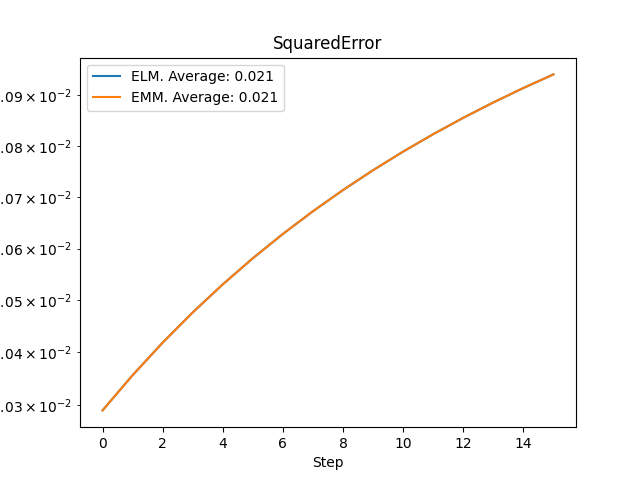 SquaredError
ELM. Average: 0.021
EMM. Average: 0.021
.09 × 10⁻²
.08 × 10⁻²
.07 × 10⁻²
.06 × 10⁻²
.05 × 10⁻²
.04 × 10⁻²
.03 × 10⁻²
0 2 4 6 8 10 12 14
Step